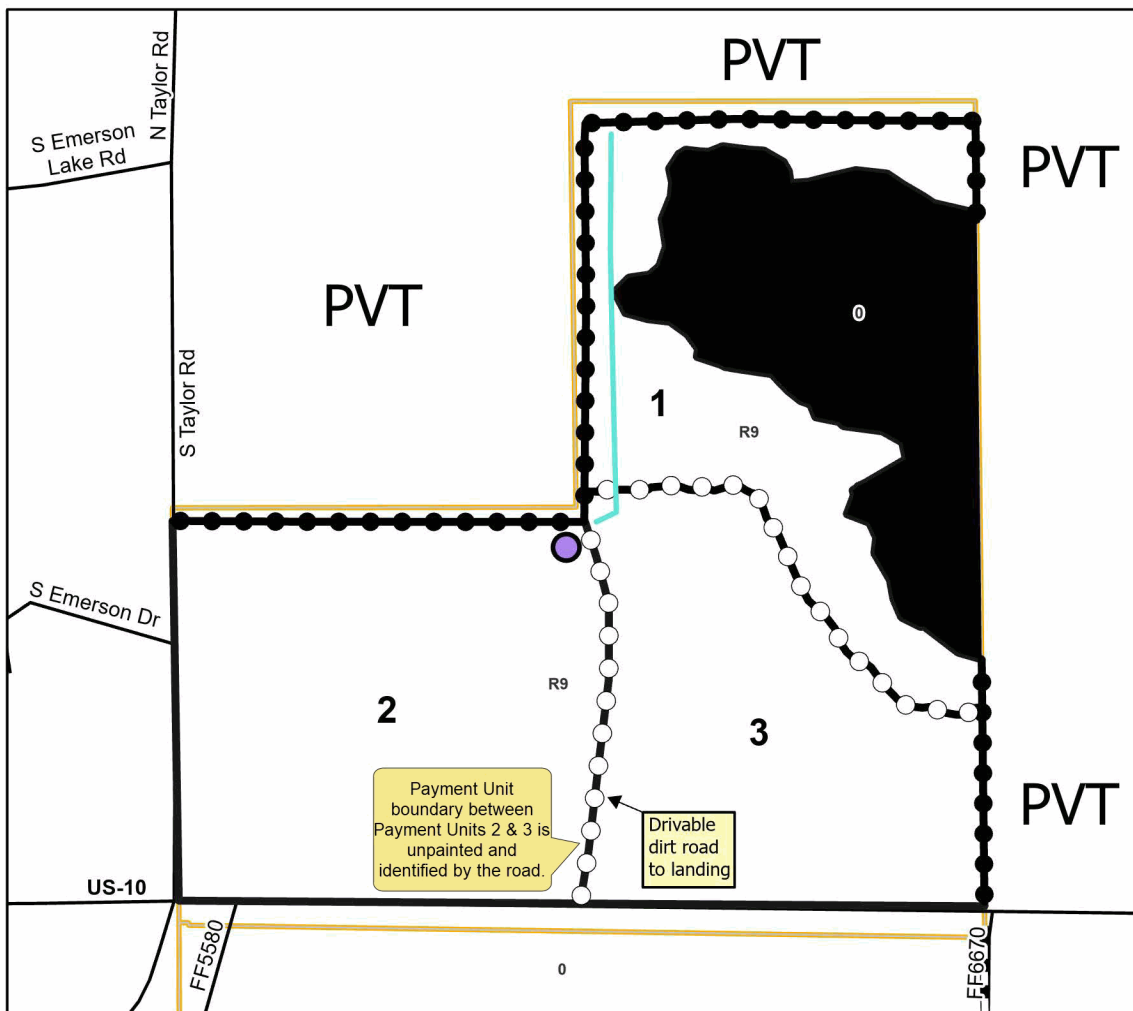 PVT
N Taylor Rd
S Emerson
Lake Rd
PVT
PVT
0
S Taylor Rd
1
R9
S Emerson Dr
R9
2
3
Payment Unit
boundary between
Payment Units 2 & 3 is
unpainted and
identified by the road.
Drivable
dirt road
to landing
PVT
US-10
FF5580
0
FF6670